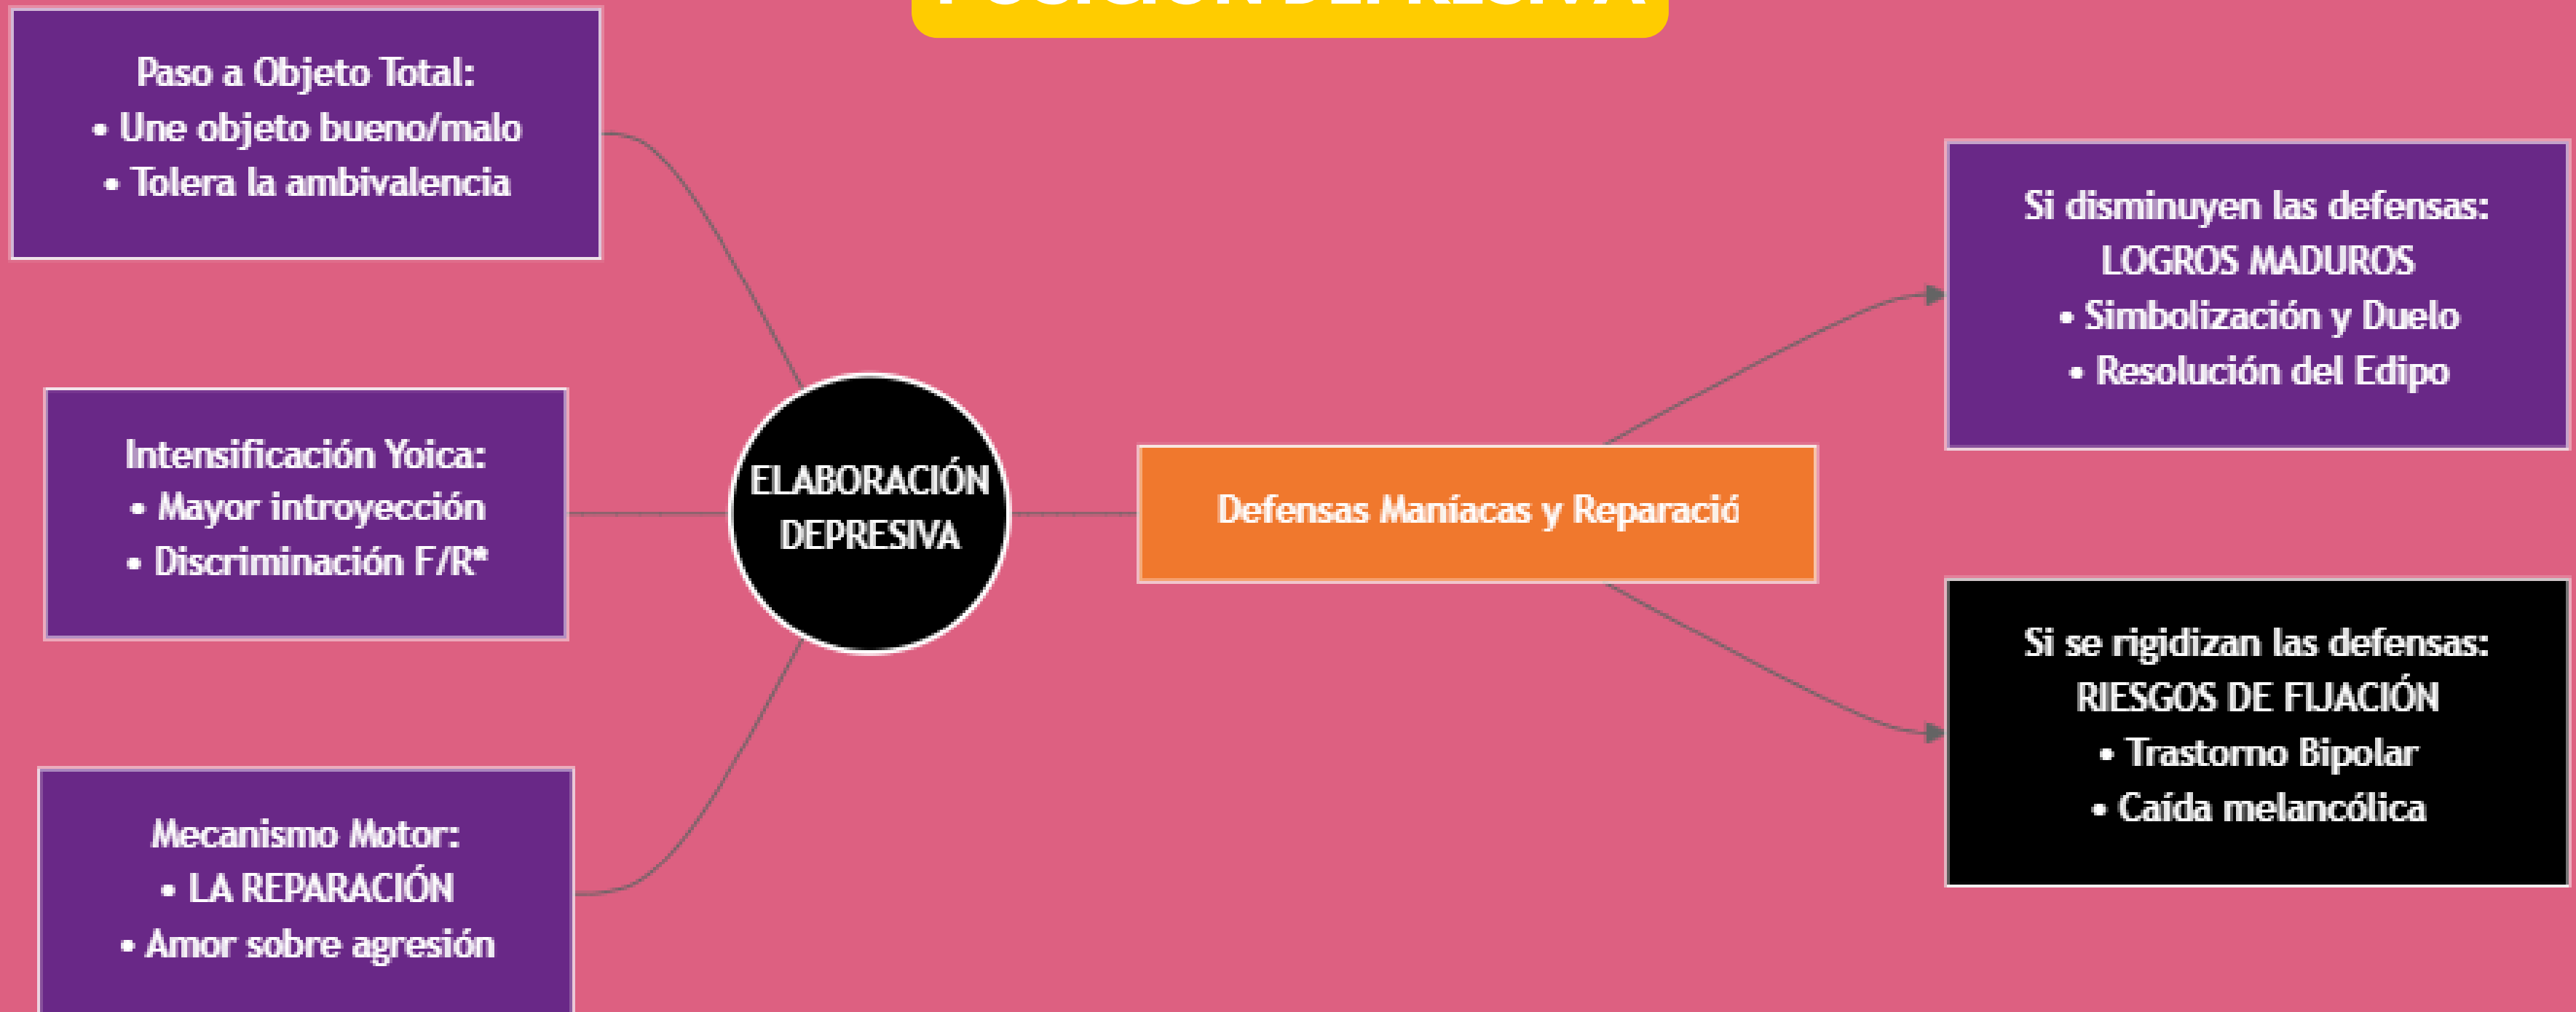 POSICIÓN DEPRESIVA
Paso a Objeto Total:
• Une objeto bueno/malo
• Tolera la ambivalencia
Intensificación Yoica:
• Mayor introyección
• Discriminación F/R*
Mecanismo Motor:
• LA REPARACIÓN
• Amor sobre agresión
ELABORACIÓN
DEPRESIVA
Defensas Maníacas y Reparació
Si disminuyen las defensas:
LOGROS MADUROS
• Simbolización y Duelo
• Resolución del Edipo
Si se rigidizan las defensas:
RIESGOS DE FIJACIÓN
• Trastorno Bipolar
• Caída melancólica